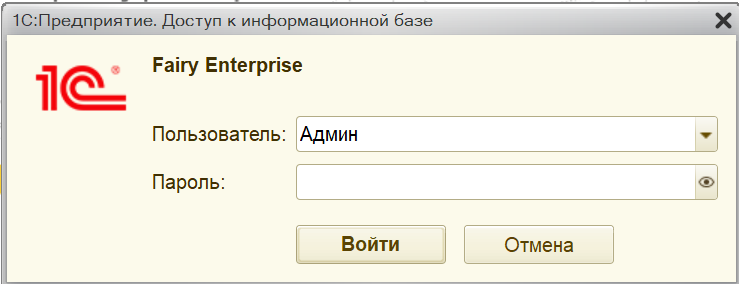 1С:Предприятие. Доступ к информационной базе
1С®
Fairy Enterprise
Пользователь: Админ
Пароль:
Войти Отмена